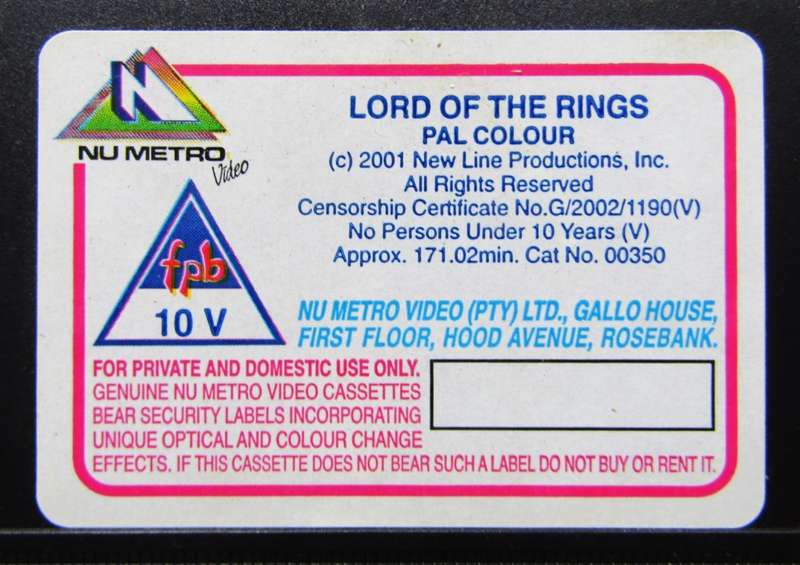 N
NU METRO
Video
LORD OF THE RINGS
PAL COLOUR
(c) 2001 New Line Productions, Inc.
All Rights Reserved
Censorship Certificate No.G/2002/1190(V)
No Persons Under 10 Years (V)
Approx. 171.02min. Cat No. 00350
fpb
10 V
NU METRO VIDEO (PTY) LTD., GALLO HOUSE,
FIRST FLOOR, HOOD AVENUE, ROSEBANK.
FOR PRIVATE AND DOMESTIC USE ONLY.
GENUINE NU METRO VIDEO CASSETTES
BEAR SECURITY LABELS INCORPORATING
UNIQUE OPTICAL AND COLOUR CHANGE
EFFECTS. IF THIS CASSETTE DOES NOT BEAR SUCH A LABEL DO NOT BUY OR RENT IT.